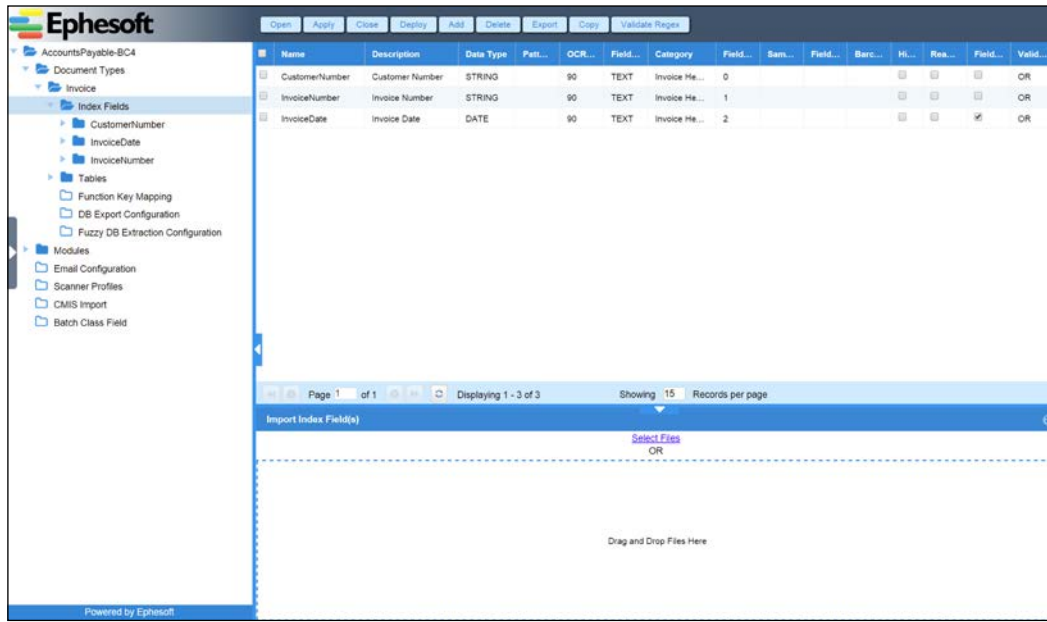 Ephesoft
Open Apply Close Deploy Add Delete Export Copy Validate Regex
AccountsPayable-BC4
Document Types
Invoice
Index Fields
CustomerNumber
InvoiceDate
InvoiceNumber
Tables
Function Key Mapping
DB Export Configuration
Fuzzy DB Extraction Configuration
Modules
Email Configuration
Scanner Profiles
CMIS Import
Batch Class Field
Powered by Ephesoft
Name Description Data Type Patt... OCR... Field... Category Field... Sam... Field... Barc... Hi... Rea... Field... Valid...
CustomerNumber Customer Number STRING 90 TEXT Invoice He... 0 OR
InvoiceNumber Invoice Number STRING 90 TEXT Invoice He... 1 OR
InvoiceDate Invoice Date DATE 90 TEXT Invoice He... 2 OR
Page 1 of 1 Displaying 1 - 3 of 3 Showing 15 Records per page
Import Index Field(s)
Select Files
OR
Drag and Drop Files Here